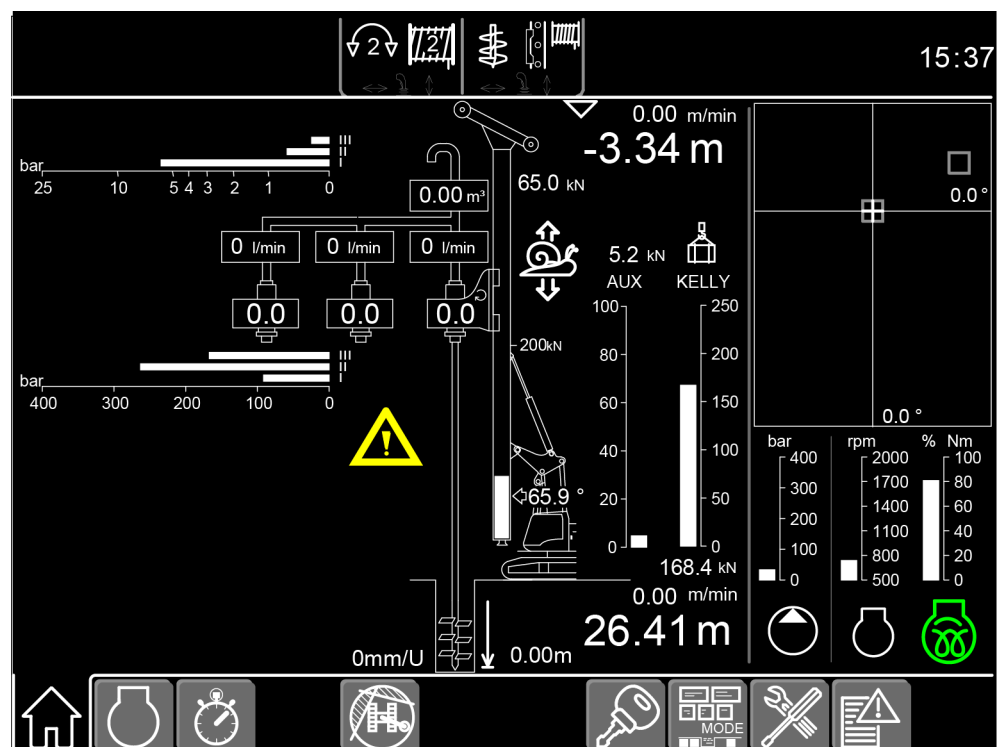 2 2
15:37
0.00 m/min
-3.34 m
III
II
I
bar
25 10 5 4 3 2 1 0
0.00 m³
65.0 kN
0.0 °
0 l/min 0 l/min 0 l/min
5.2 kN
AUX KELLY
0.0 0.0 0.0
100 250
200kN
80 200
60 150
40 100
20 50
0 0
III
II
I
bar
400 300 200 100 0
65.9 °
168.4 kN
0.00 m/min
26.41 m
0mm/U
0.00m
0.0 °
bar rpm % Nm
400 2000 100
300 1700 80
1400 60
200 1100 40
100 800 20
0 500 0
MODE